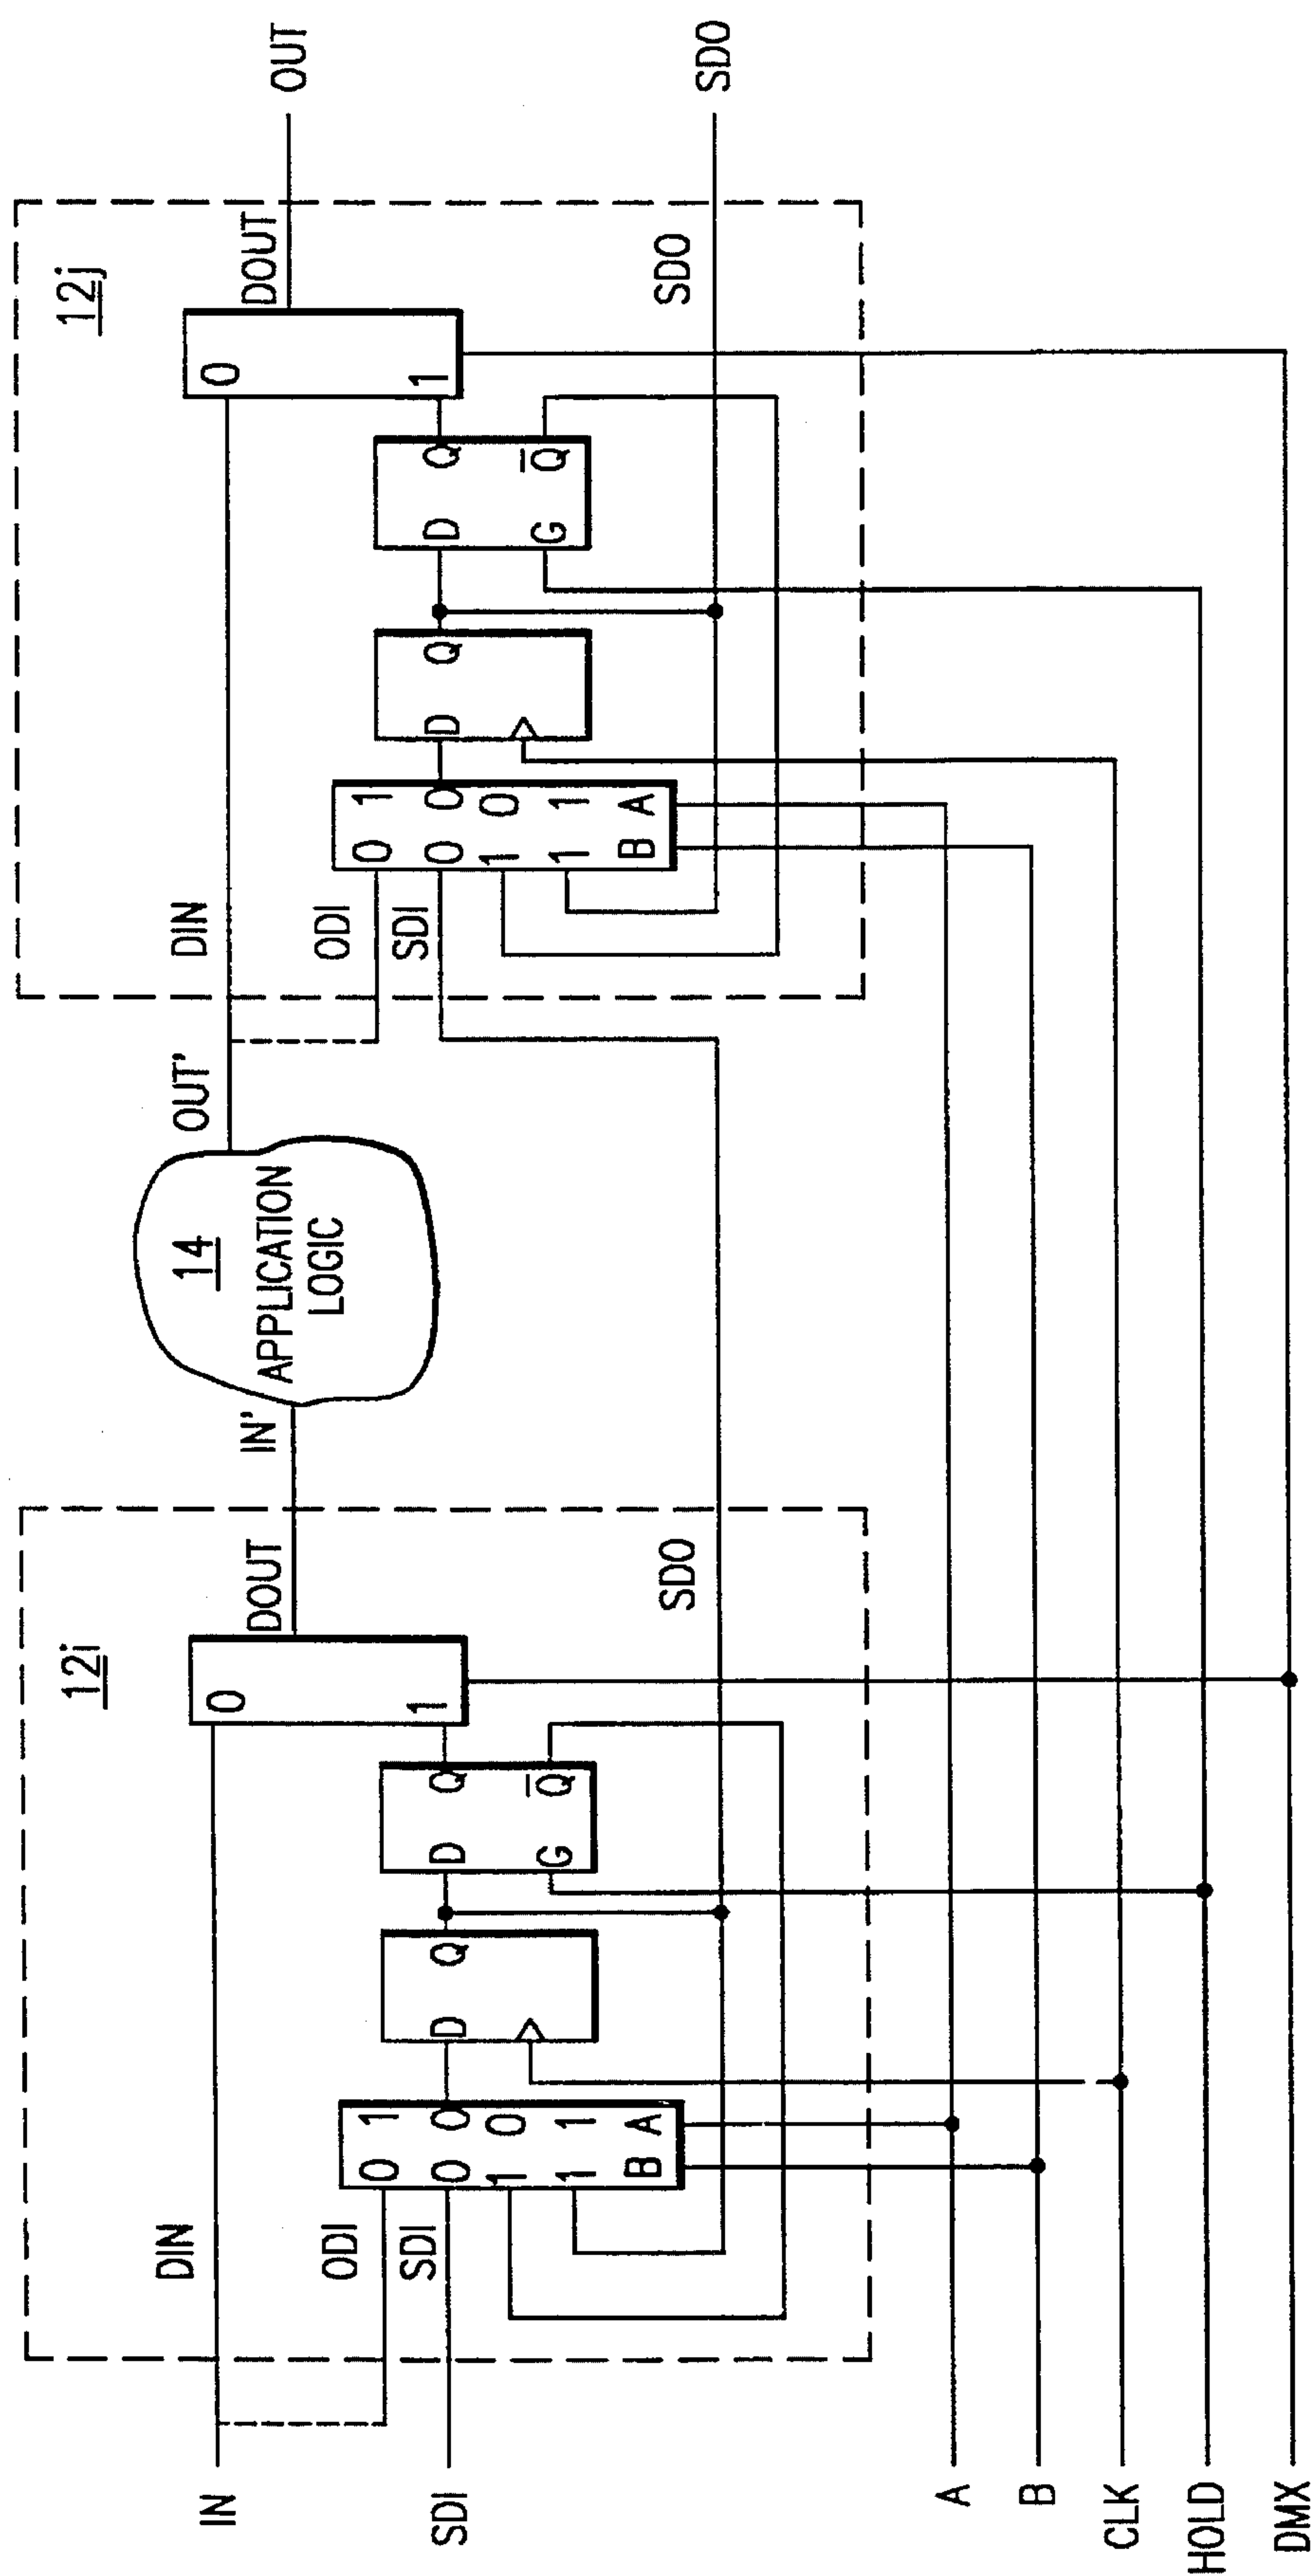 12i
12j
IN
DIN
ODI
SDI
SDI
0 1
0 0
1 0
1 1
B A
D Q
D Q
G Q̅
0
1
DOUT
SDO
IN'
14
APPLICATION
LOGIC
OUT'
DIN
ODI
SDI
0 1
0 0
1 0
1 1
B A
D Q
D Q
G Q̅
0
1
DOUT
SDO
OUT
SDO
A
B
CLK
HOLD
DMX